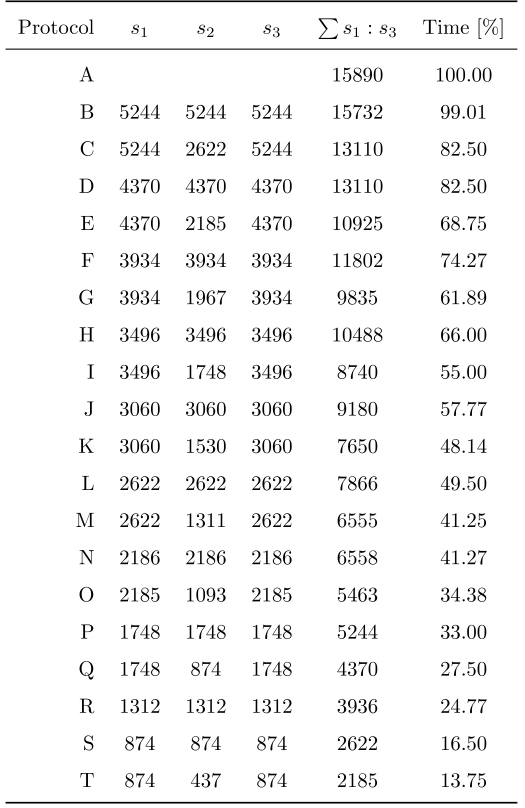 Protocol s₁ s₂ s₃ ∑ s₁ : s₃ Time [%]
A 15890 100.00
B 5244 5244 5244 15732 99.01
C 5244 2622 5244 13110 82.50
D 4370 4370 4370 13110 82.50
E 4370 2185 4370 10925 68.75
F 3934 3934 3934 11802 74.27
G 3934 1967 3934 9835 61.89
H 3496 3496 3496 10488 66.00
I 3496 1748 3496 8740 55.00
J 3060 3060 3060 9180 57.77
K 3060 1530 3060 7650 48.14
L 2622 2622 2622 7866 49.50
M 2622 1311 2622 6555 41.25
N 2186 2186 2186 6558 41.27
O 2185 1093 2185 5463 34.38
P 1748 1748 1748 5244 33.00
Q 1748 874 1748 4370 27.50
R 1312 1312 1312 3936 24.77
S 874 874 874 2622 16.50
T 874 437 874 2185 13.75